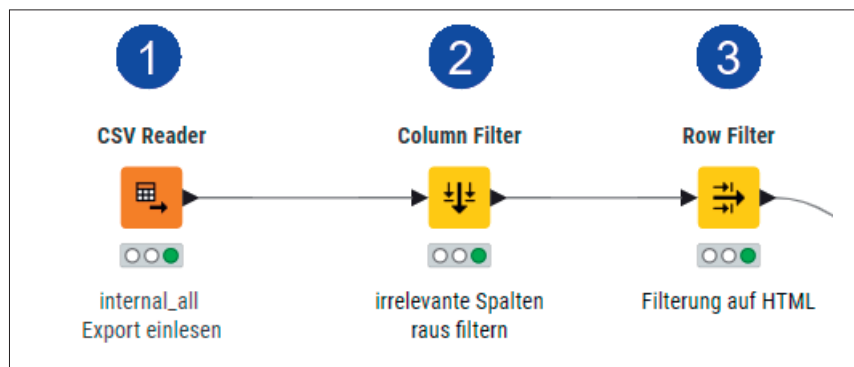 1
2
3
CSV Reader
Column Filter
Row Filter
internal_all
Export einlesen
irrelevante Spalten
raus filtern
Filterung auf HTML